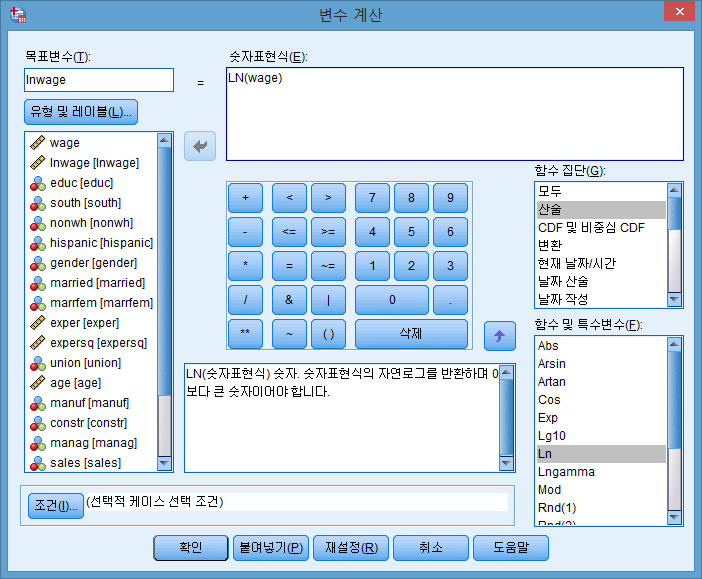 변수 계산
목표변수(T):
lnwage
=
숫자표현식(E):
LN(wage)
유형 및 레이블(L)...
wage
lnwage [lnwage]
educ [educ]
south [south]
nonwh [nonwh]
hispanic [hispanic]
gender [gender]
married [married]
marrfem [marrfem]
exper [exper]
expersq [expersq]
union [union]
age [age]
manuf [manuf]
constr [constr]
manag [manag]
sales [sales]
+ < > 7 8 9
- <= >= 4 5 6
* = ~= 1 2 3
/ & | 0 .
** ~ ( ) 삭제
함수 집단(G):
모두
산술
CDF 및 비중심 CDF
변환
현재 날짜/시간
날짜 산술
날짜 작성
함수 및 특수변수(F):
Abs
Arsin
Artan
Cos
Exp
Lg10
Ln
Lngamma
Mod
Rnd(1)
Rnd(2)
LN(숫자표현식) 숫자. 숫자표현식의 자연로그를 반환하며 0
보다 큰 숫자이어야 합니다.
조건(I)...
(선택적 케이스 선택 조건)
확인
붙여넣기(P)
재설정(R)
취소
도움말